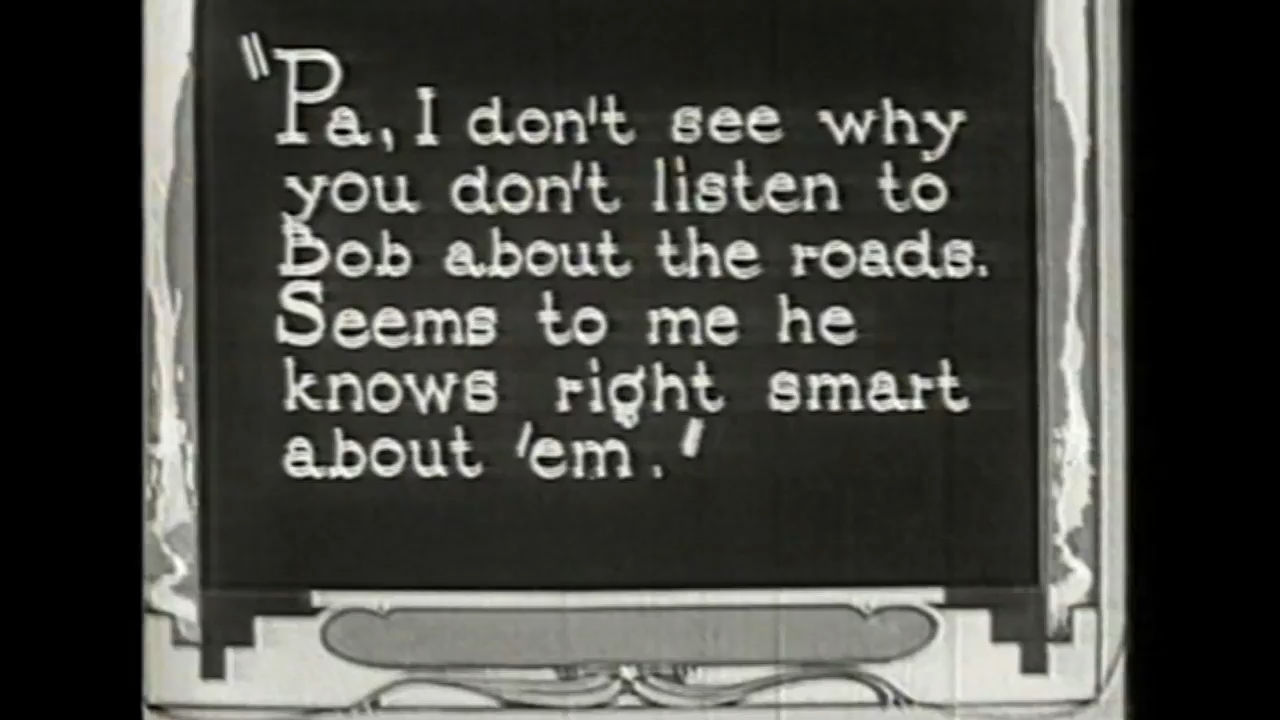 "Pa, I don't see why
you don't listen to
Bob about the roads.
Seems to me he
knows right smart
about 'em."